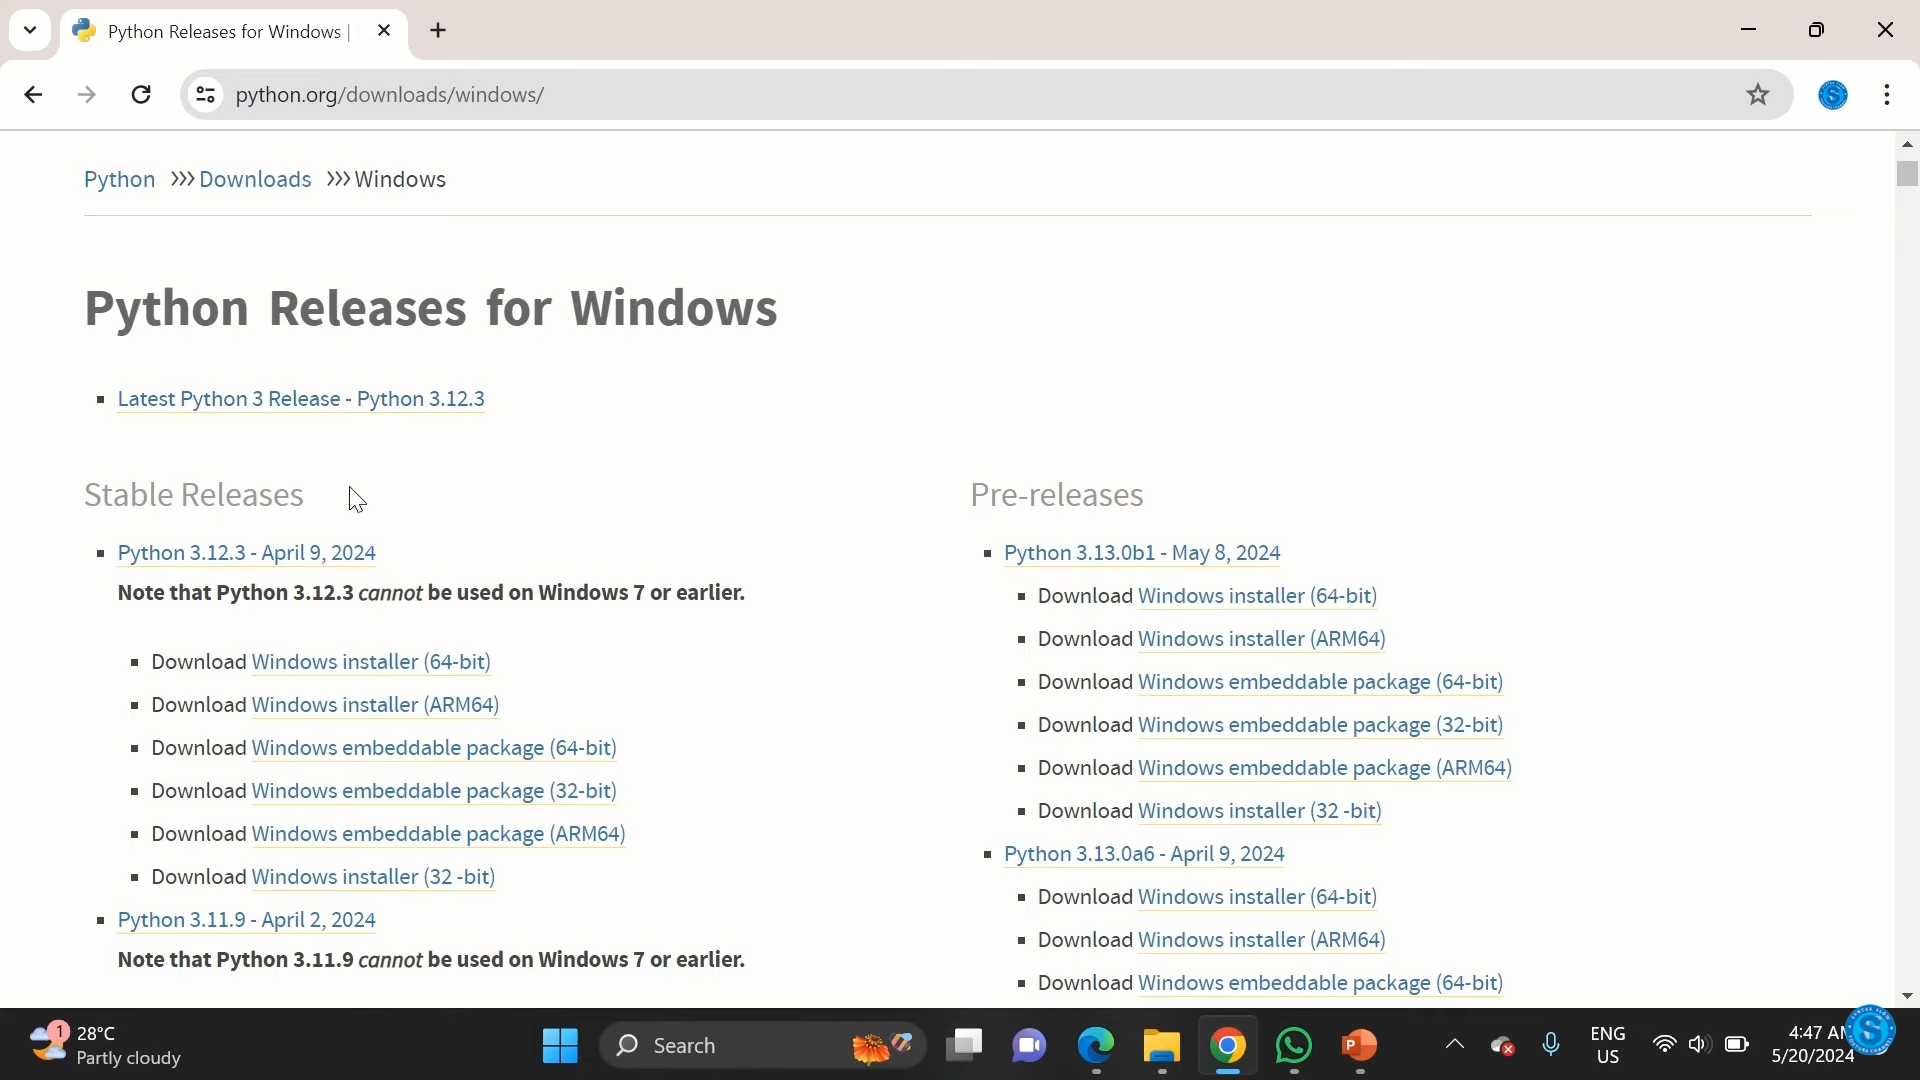 Python Releases for Windows |
python.org/downloads/windows/
Python >>> Downloads >>> Windows
Python Releases for Windows
Latest Python 3 Release - Python 3.12.3
Stable Releases
Python 3.12.3 - April 9, 2024
Note that Python 3.12.3 cannot be used on Windows 7 or earlier.
Download Windows installer (64-bit)
Download Windows installer (ARM64)
Download Windows embeddable package (64-bit)
Download Windows embeddable package (32-bit)
Download Windows embeddable package (ARM64)
Download Windows installer (32 -bit)
Python 3.11.9 - April 2, 2024
Note that Python 3.11.9 cannot be used on Windows 7 or earlier.
Pre-releases
Python 3.13.0b1 - May 8, 2024
Download Windows installer (64-bit)
Download Windows installer (ARM64)
Download Windows embeddable package (64-bit)
Download Windows embeddable package (32-bit)
Download Windows embeddable package (ARM64)
Download Windows installer (32 -bit)
Python 3.13.0a6 - April 9, 2024
Download Windows installer (64-bit)
Download Windows installer (ARM64)
Download Windows embeddable package (64-bit)
1
28°C
Partly cloudy
Search
P
ENG
US
4:47 AM
5/20/2024
S